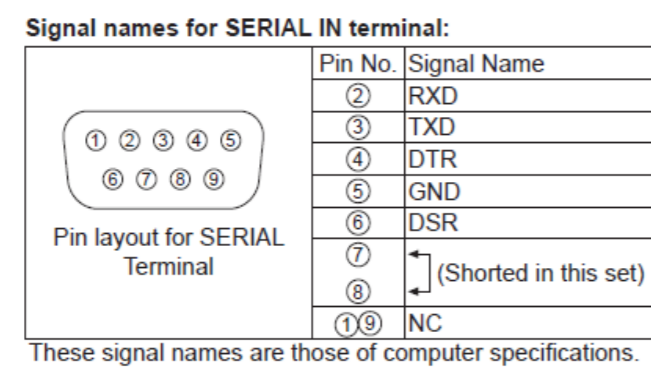 Signal names for SERIAL IN terminal:
Pin No. Signal Name
② RXD
③ TXD
④ DTR
⑤ GND
⑥ DSR
⑦
⑧
(Shorted in this set)
①⑨ NC
① ② ③ ④ ⑤
⑥ ⑦ ⑧ ⑨
Pin layout for SERIAL
Terminal
These signal names are those of computer specifications.